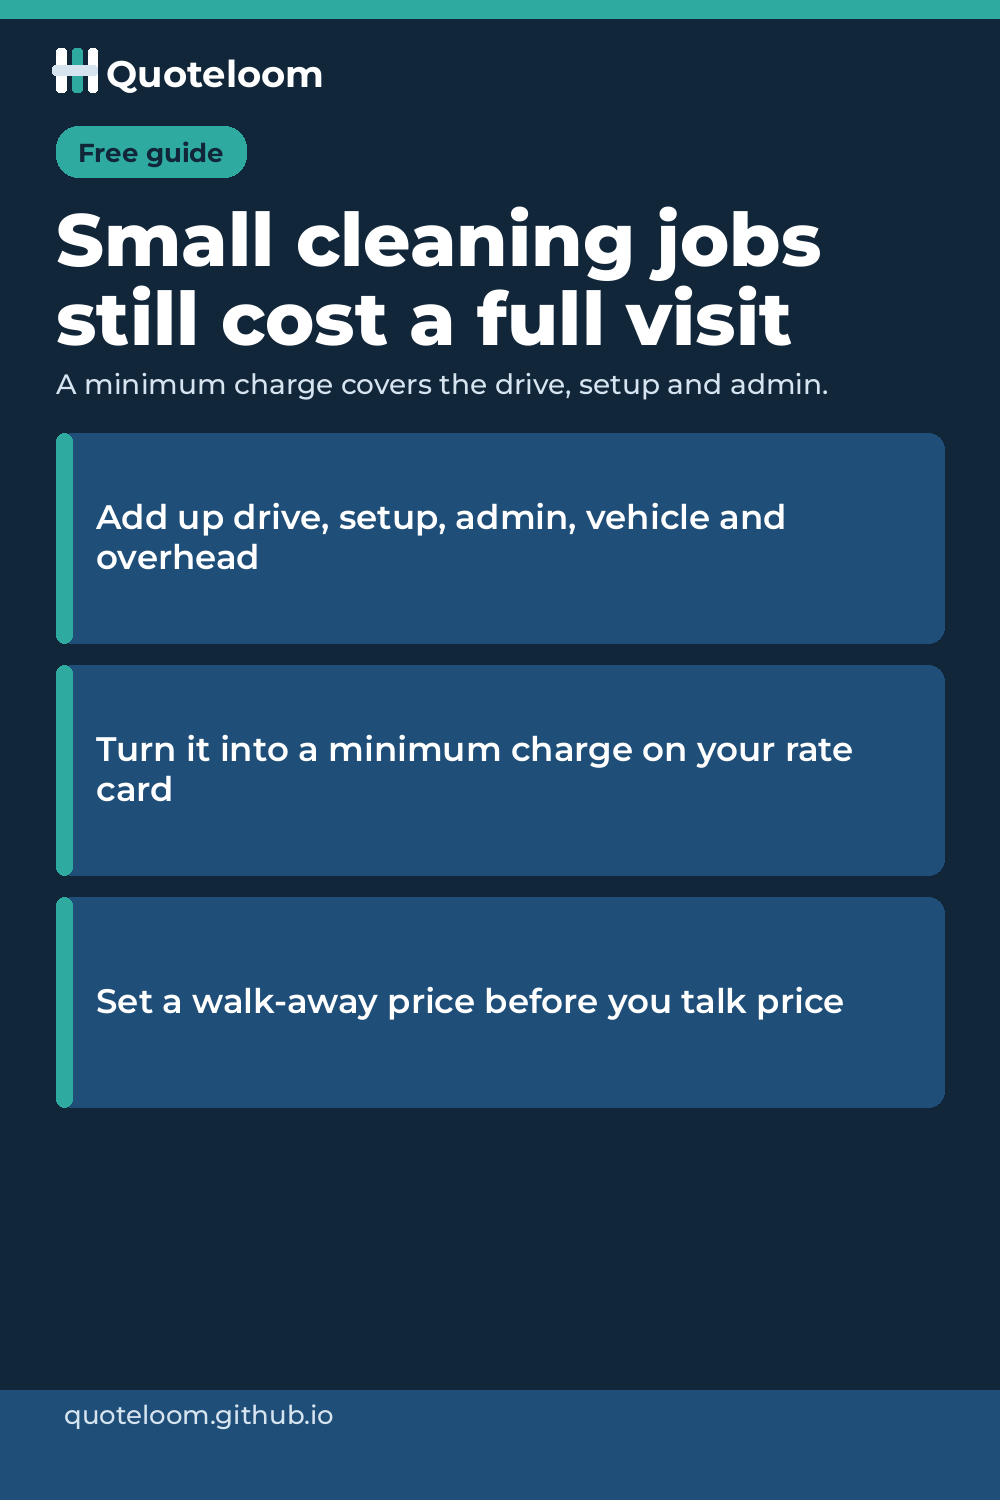 Quoteloom
Free guide
Small cleaning jobs
still cost a full visit
A minimum charge covers the drive, setup and admin.
Add up drive, setup, admin, vehicle and
overhead
Turn it into a minimum charge on your rate
card
Set a walk-away price before you talk price
quoteloom.github.io